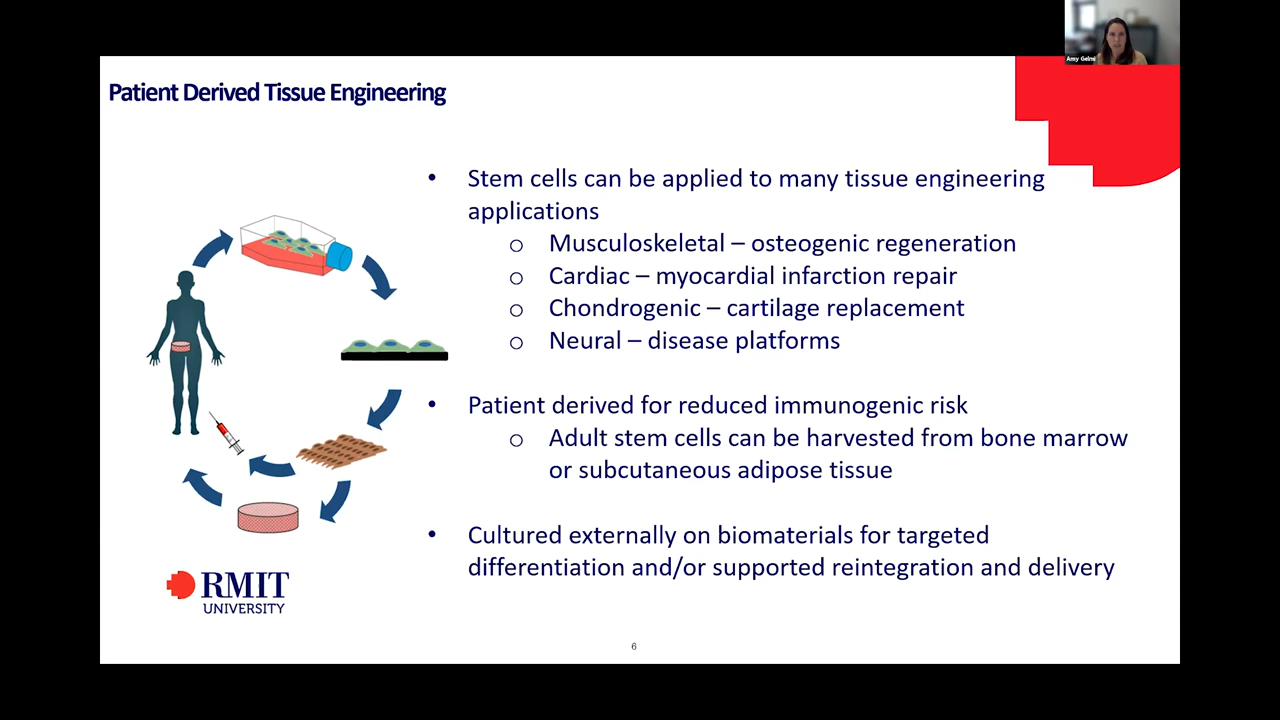 Amy Gelmi
Patient Derived Tissue Engineering
• Stem cells can be applied to many tissue engineering
applications
o Musculoskeletal – osteogenic regeneration
o Cardiac – myocardial infarction repair
o Chondrogenic – cartilage replacement
o Neural – disease platforms
• Patient derived for reduced immunogenic risk
o Adult stem cells can be harvested from bone marrow
or subcutaneous adipose tissue
• Cultured externally on biomaterials for targeted
differentiation and/or supported reintegration and delivery
RMIT
UNIVERSITY
6